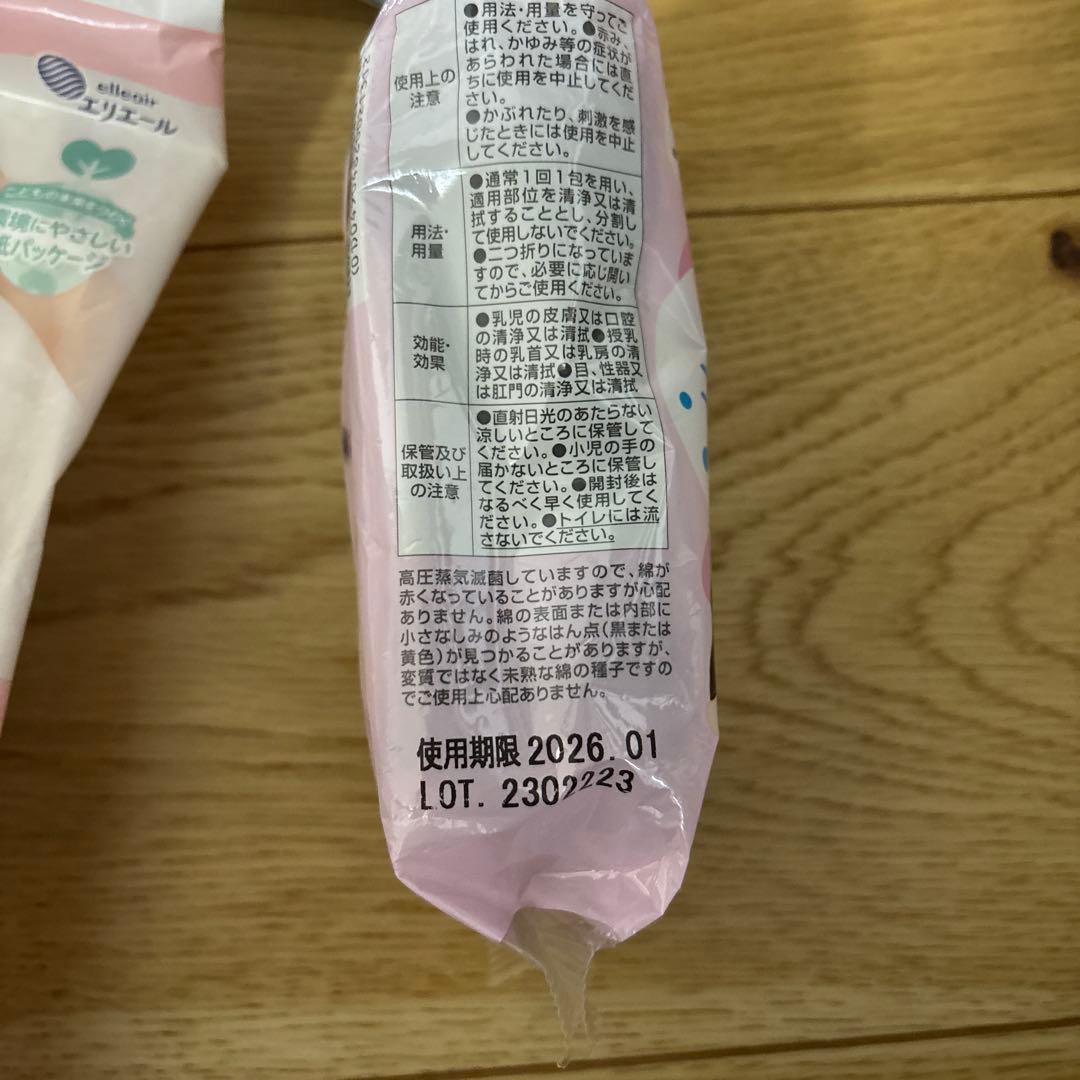 elleair
エリエール
環境にやさしい
紙パッケージ
使用上の
注意
●用法・用量を守ってご
使用ください。●赤み、
はれ、かゆみ等の症状が
あらわれた場合には直
ちに使用を中止してくだ
さい。
●かぶれたり、刺激を感
じたときには使用を中止
してください。
用法・
用量
●通常1回1包を用い、
適用部位を清浄又は清
拭することとし、分割し
て使用しないでください。
●二つ折りになっていま
すので、必要に応じ開い
てからご使用ください。
効能・
効果
●乳児の皮膚又は口腔
の清浄又は清拭●授乳
時の乳首又は乳房の清
浄又は清拭●目、性器又
は肛門の清浄又は清拭
保管及び
取扱い上
の注意
●直射日光のあたらない
涼しいところに保管して
ください。●小児の手の
届かないところに保管し
てください。●開封後は
なるべく早く使用してく
ださい。●トイレには流
さないでください。
高圧蒸気滅菌していますので、綿が
赤くなっていることがありますが心配
ありません。綿の表面または内部に
小さなしみのようなはん点(黒または
黄色)が見つかることがありますが、
変質ではなく未熟な綿の種子ですの
でご使用上心配ありません。
使用期限 2026.01
LOT. 2302223